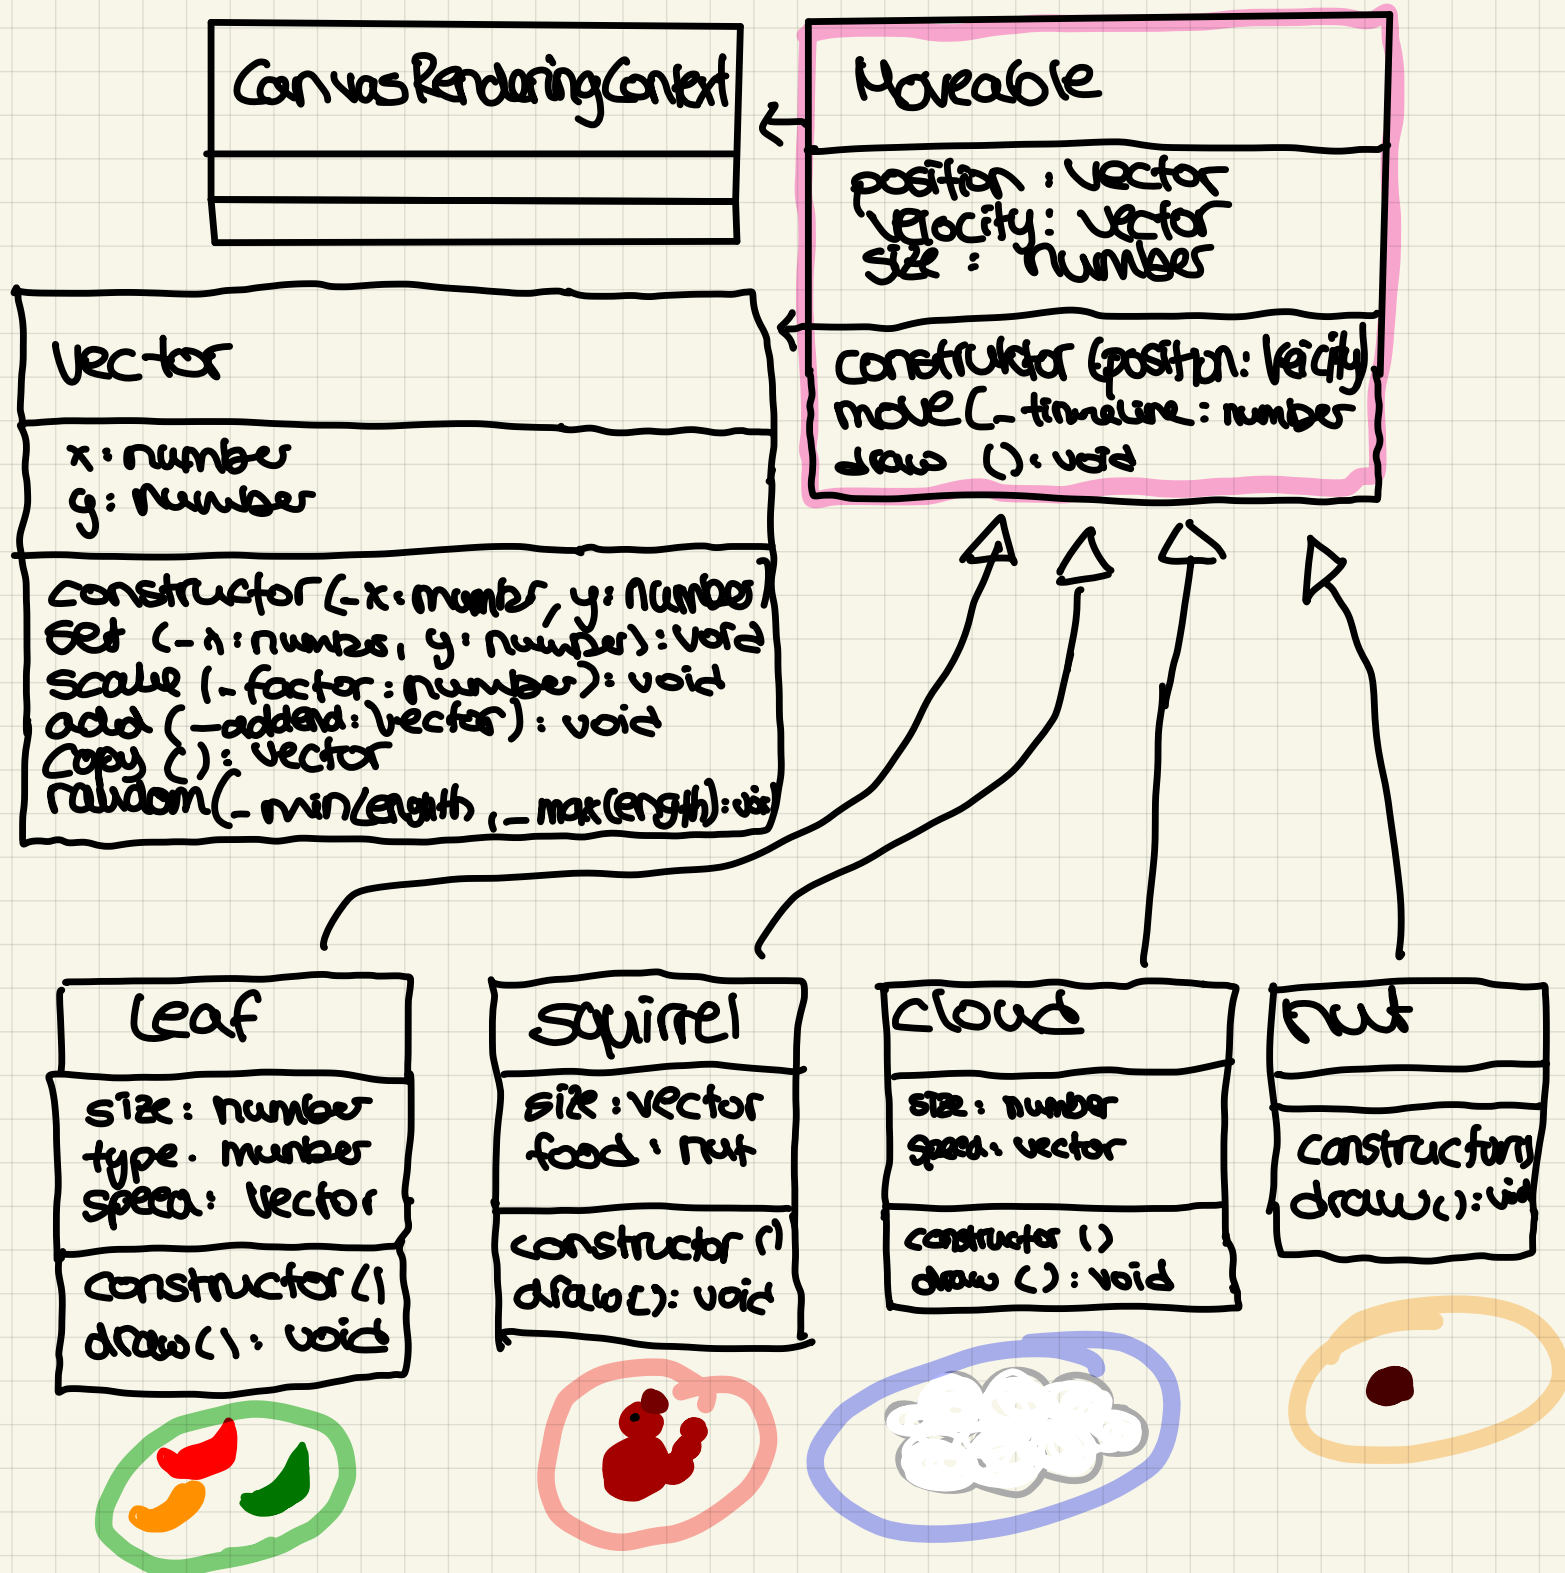 CanvasRenderingContext
Moveable
position : vector
velocity : vector
size : number
construktor (position: Velcity)
move (_timeline : number
draw () : void
Vector
x : number
y : number
constructor (_x : number, y : number)
set (_x : number, y : number) : void
scale (_factor : number) : void
add (_addend : Vector) : void
copy () : vector
random (_minLength, _maxLength) : void
Leaf
size : number
type . number
speed : vector
constructor ()
draw () : void
Squirrel
size : vector
food : nut
constructor ()
draw () : void
cloud
size : number
speed : vector
constructor ()
draw () : void
nut
constructor()
draw () : void